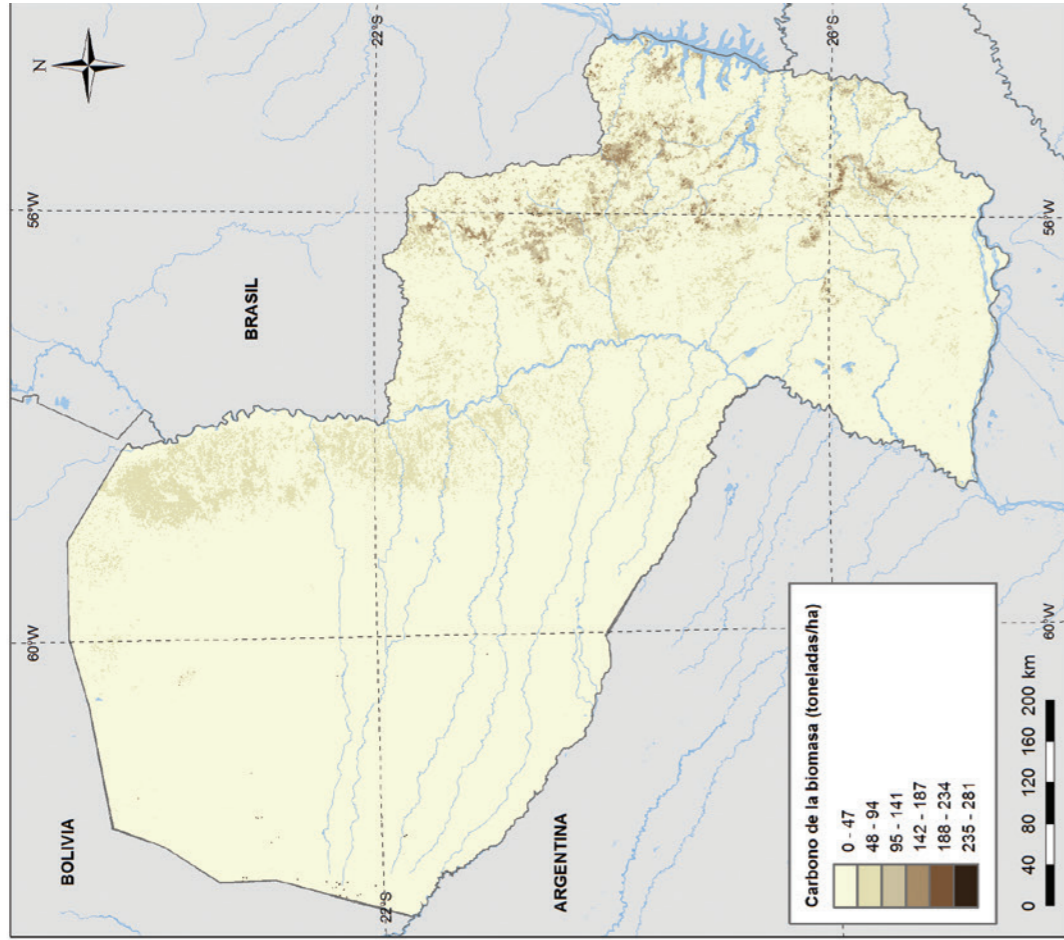 N
56°W
22°S
BRASIL
60°W
26°S
BOLIVIA
22°S
ARGENTINA
56°W
60°W
Carbono de la biomasa (toneladas/ha)
0 - 47
48 - 94
95 - 141
142 - 187
188 - 234
235 - 281
0 40 80 120 160 200 km